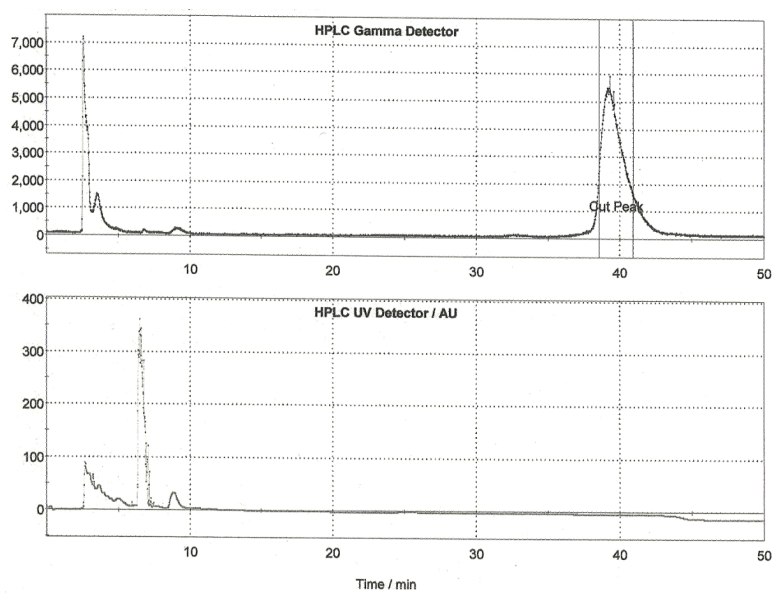 HPLC Gamma Detector
7,000
6,000
5,000
4,000
3,000
2,000
1,000
0
Cut Peak
10 20 30 40 50
HPLC UV Detector / AU
400
300
200
100
0
10 20 30 40 50
Time / min